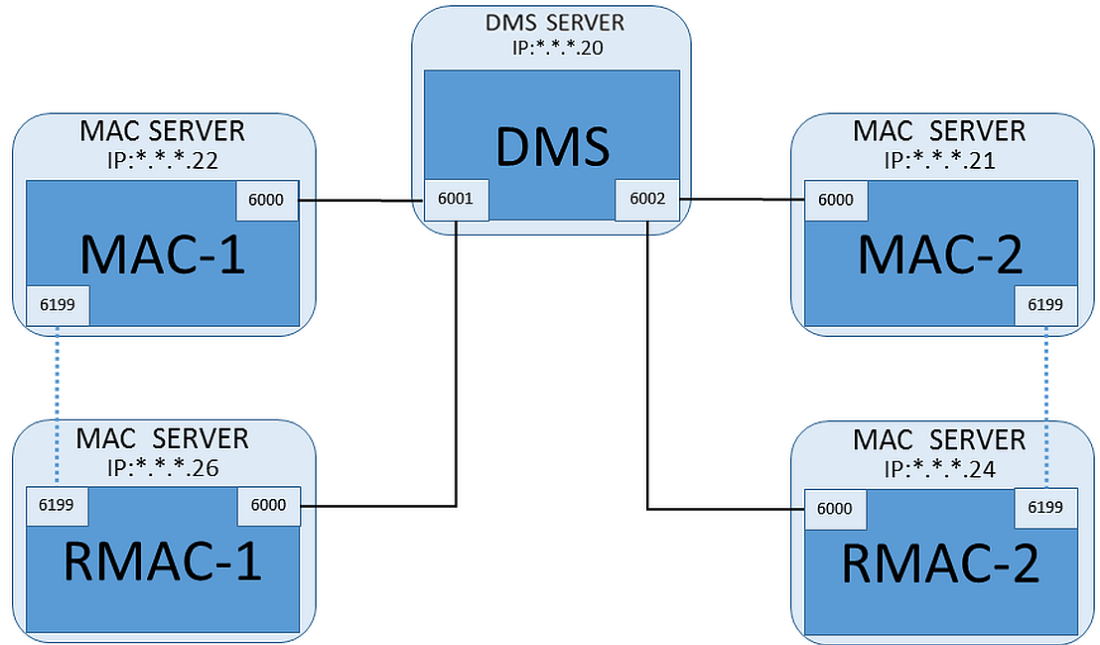 DMS SERVER
IP:*.*.*.20
DMS
6001
6002
MAC SERVER
IP:*.*.*.22
6000
MAC-1
6199
MAC SERVER
IP:*.*.*.21
6000
MAC-2
6199
MAC SERVER
IP:*.*.*.26
6199
6000
RMAC-1
MAC SERVER
IP:*.*.*.24
6000
6199
RMAC-2